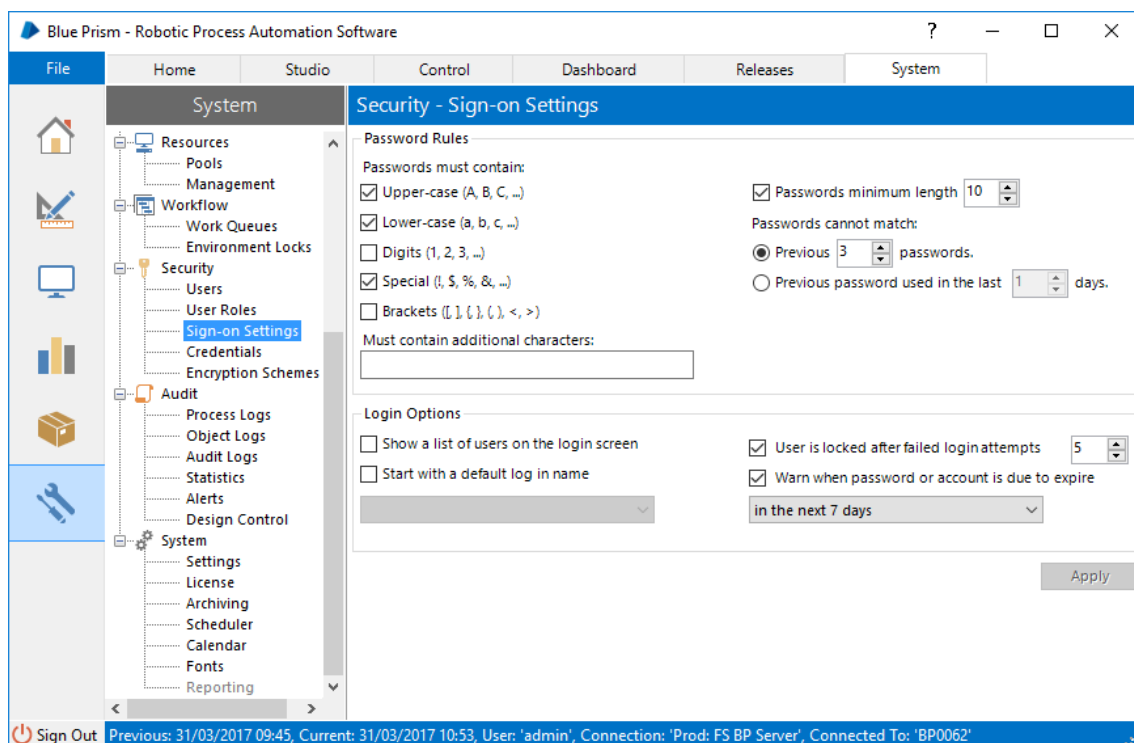 Blue Prism - Robotic Process Automation Software
?
File
Home
Studio
Control
Dashboard
Releases
System
System
Resources
Pools
Management
Workflow
Work Queues
Environment Locks
Security
Users
User Roles
Sign-on Settings
Credentials
Encryption Schemes
Audit
Process Logs
Object Logs
Audit Logs
Statistics
Alerts
Design Control
System
Settings
License
Archiving
Scheduler
Calendar
Fonts
Reporting
Security - Sign-on Settings
Password Rules
Passwords must contain:
Upper-case (A, B, C, ...)
Lower-case (a, b, c, ...)
Digits (1, 2, 3, ...)
Special (!, $, %, &, ...)
Brackets ([, ], {, }, (, ), <, >)
Must contain additional characters:
Passwords minimum length 10
Passwords cannot match:
Previous 3 passwords.
Previous password used in the last 1 days.
Login Options
Show a list of users on the login screen
Start with a default log in name
User is locked after failed login attempts 5
Warn when password or account is due to expire
in the next 7 days
Apply
Sign Out
Previous: 31/03/2017 09:45, Current: 31/03/2017 10:53, User: 'admin', Connection: 'Prod: FS BP Server', Connected To: 'BP0062'